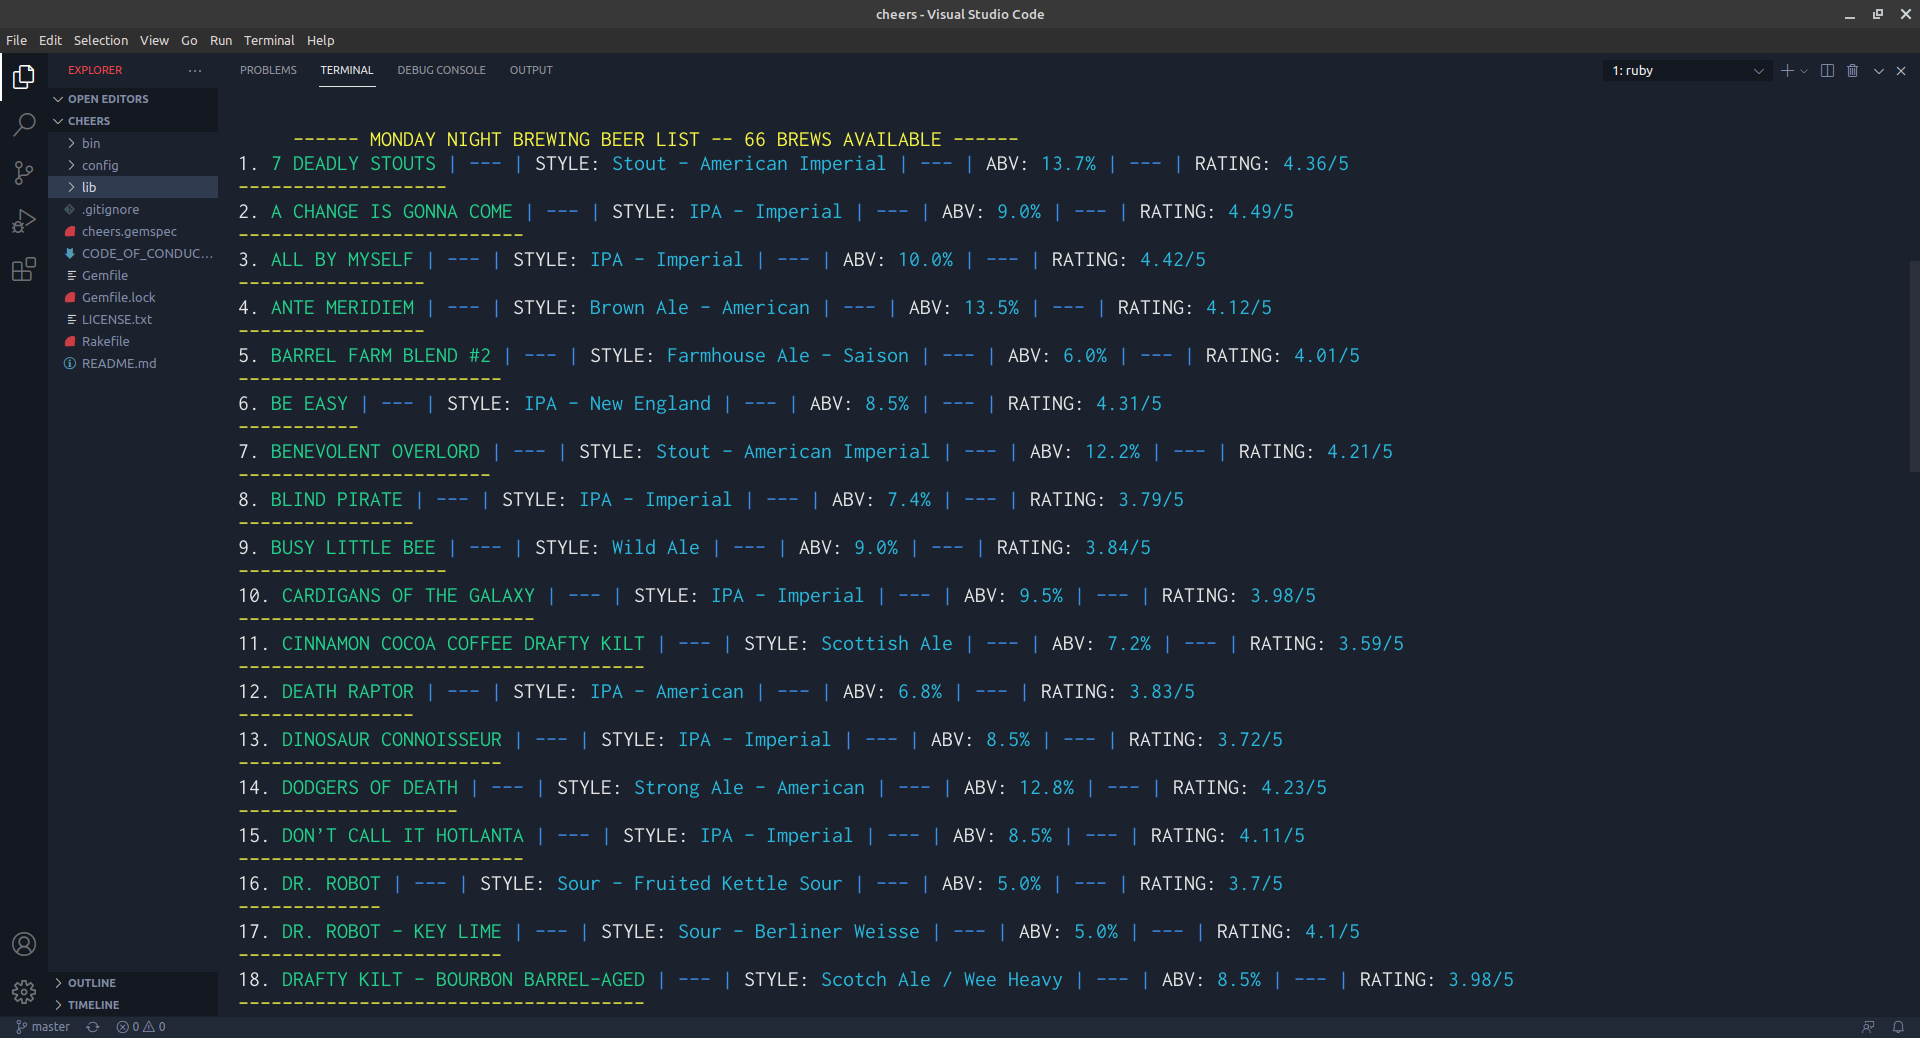 cheers - Visual Studio Code
File Edit Selection View Go Run Terminal Help
EXPLORER ...
PROBLEMS TERMINAL DEBUG CONSOLE OUTPUT
1: ruby
OPEN EDITORS
CHEERS
bin
config
lib
.gitignore
cheers.gemspec
CODE_OF_CONDUC...
Gemfile
Gemfile.lock
LICENSE.txt
Rakefile
README.md
OUTLINE
TIMELINE
------ MONDAY NIGHT BREWING BEER LIST -- 66 BREWS AVAILABLE ------
1. 7 DEADLY STOUTS | --- | STYLE: Stout - American Imperial | --- | ABV: 13.7% | --- | RATING: 4.36/5
-------------------
2. A CHANGE IS GONNA COME | --- | STYLE: IPA - Imperial | --- | ABV: 9.0% | --- | RATING: 4.49/5
--------------------------
3. ALL BY MYSELF | --- | STYLE: IPA - Imperial | --- | ABV: 10.0% | --- | RATING: 4.42/5
-----------------
4. ANTE MERIDIEM | --- | STYLE: Brown Ale - American | --- | ABV: 13.5% | --- | RATING: 4.12/5
-----------------
5. BARREL FARM BLEND #2 | --- | STYLE: Farmhouse Ale - Saison | --- | ABV: 6.0% | --- | RATING: 4.01/5
------------------------
6. BE EASY | --- | STYLE: IPA - New England | --- | ABV: 8.5% | --- | RATING: 4.31/5
-----------
7. BENEVOLENT OVERLORD | --- | STYLE: Stout - American Imperial | --- | ABV: 12.2% | --- | RATING: 4.21/5
-----------------------
8. BLIND PIRATE | --- | STYLE: IPA - Imperial | --- | ABV: 7.4% | --- | RATING: 3.79/5
----------------
9. BUSY LITTLE BEE | --- | STYLE: Wild Ale | --- | ABV: 9.0% | --- | RATING: 3.84/5
-------------------
10. CARDIGANS OF THE GALAXY | --- | STYLE: IPA - Imperial | --- | ABV: 9.5% | --- | RATING: 3.98/5
---------------------------
11. CINNAMON COCOA COFFEE DRAFTY KILT | --- | STYLE: Scottish Ale | --- | ABV: 7.2% | --- | RATING: 3.59/5
-------------------------------------
12. DEATH RAPTOR | --- | STYLE: IPA - American | --- | ABV: 6.8% | --- | RATING: 3.83/5
----------------
13. DINOSAUR CONNOISSEUR | --- | STYLE: IPA - Imperial | --- | ABV: 8.5% | --- | RATING: 3.72/5
------------------------
14. DODGERS OF DEATH | --- | STYLE: Strong Ale - American | --- | ABV: 12.8% | --- | RATING: 4.23/5
--------------------
15. DON’T CALL IT HOTLANTA | --- | STYLE: IPA - Imperial | --- | ABV: 8.5% | --- | RATING: 4.11/5
--------------------------
16. DR. ROBOT | --- | STYLE: Sour - Fruited Kettle Sour | --- | ABV: 5.0% | --- | RATING: 3.7/5
-------------
17. DR. ROBOT - KEY LIME | --- | STYLE: Sour - Berliner Weisse | --- | ABV: 5.0% | --- | RATING: 4.1/5
------------------------
18. DRAFTY KILT - BOURBON BARREL-AGED | --- | STYLE: Scotch Ale / Wee Heavy | --- | ABV: 8.5% | --- | RATING: 3.98/5
-------------------------------------
master 0 0